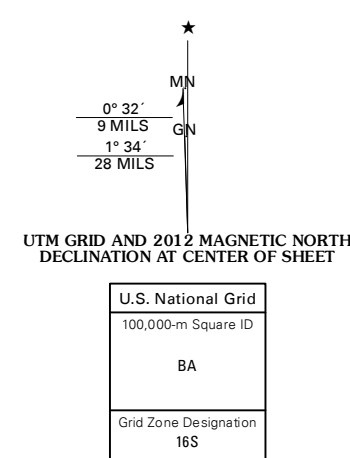 ★
MN
0° 32´
9 MILS
GN
1° 34´
28 MILS
UTM GRID AND 2012 MAGNETIC NORTH
DECLINATION AT CENTER OF SHEET
U.S. National Grid
100,000-m Square ID
BA
Grid Zone Designation
16S